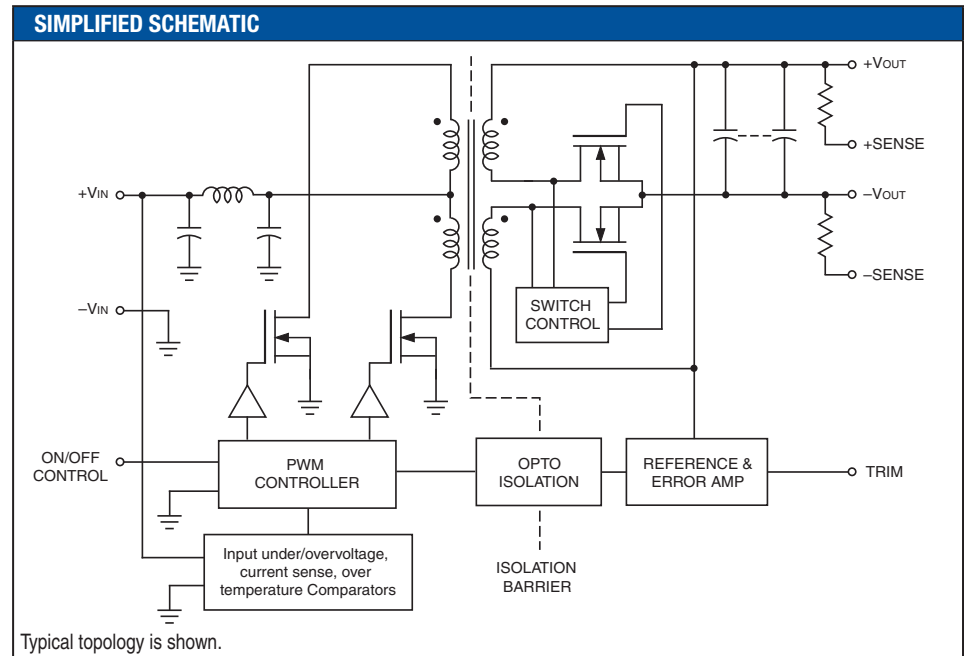 SIMPLIFIED SCHEMATIC
+VOUT
+SENSE
+VIN
–VOUT
–SENSE
–VIN
SWITCH
CONTROL
ON/OFF
CONTROL
PWM
CONTROLLER
OPTO
ISOLATION
REFERENCE &
ERROR AMP
TRIM
Input under/overvoltage,
current sense, over
temperature Comparators
ISOLATION
BARRIER
Typical topology is shown.